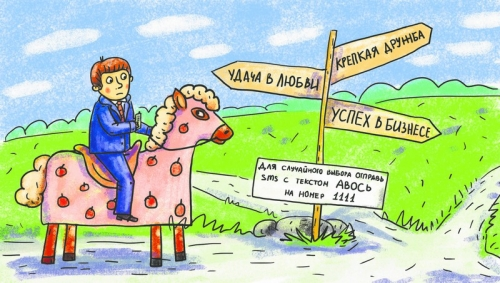 КРЕПКАЯ ДРУЖБА
УДАЧА В ЛЮБВИ
УСПЕХ В БИЗНЕСЕ
ДЛЯ СЛУЧАЙНОГО ВЫБОРА ОТПРАВЬ
SMS С ТЕКСТОМ АВОСЬ
НА НОМЕР 1111